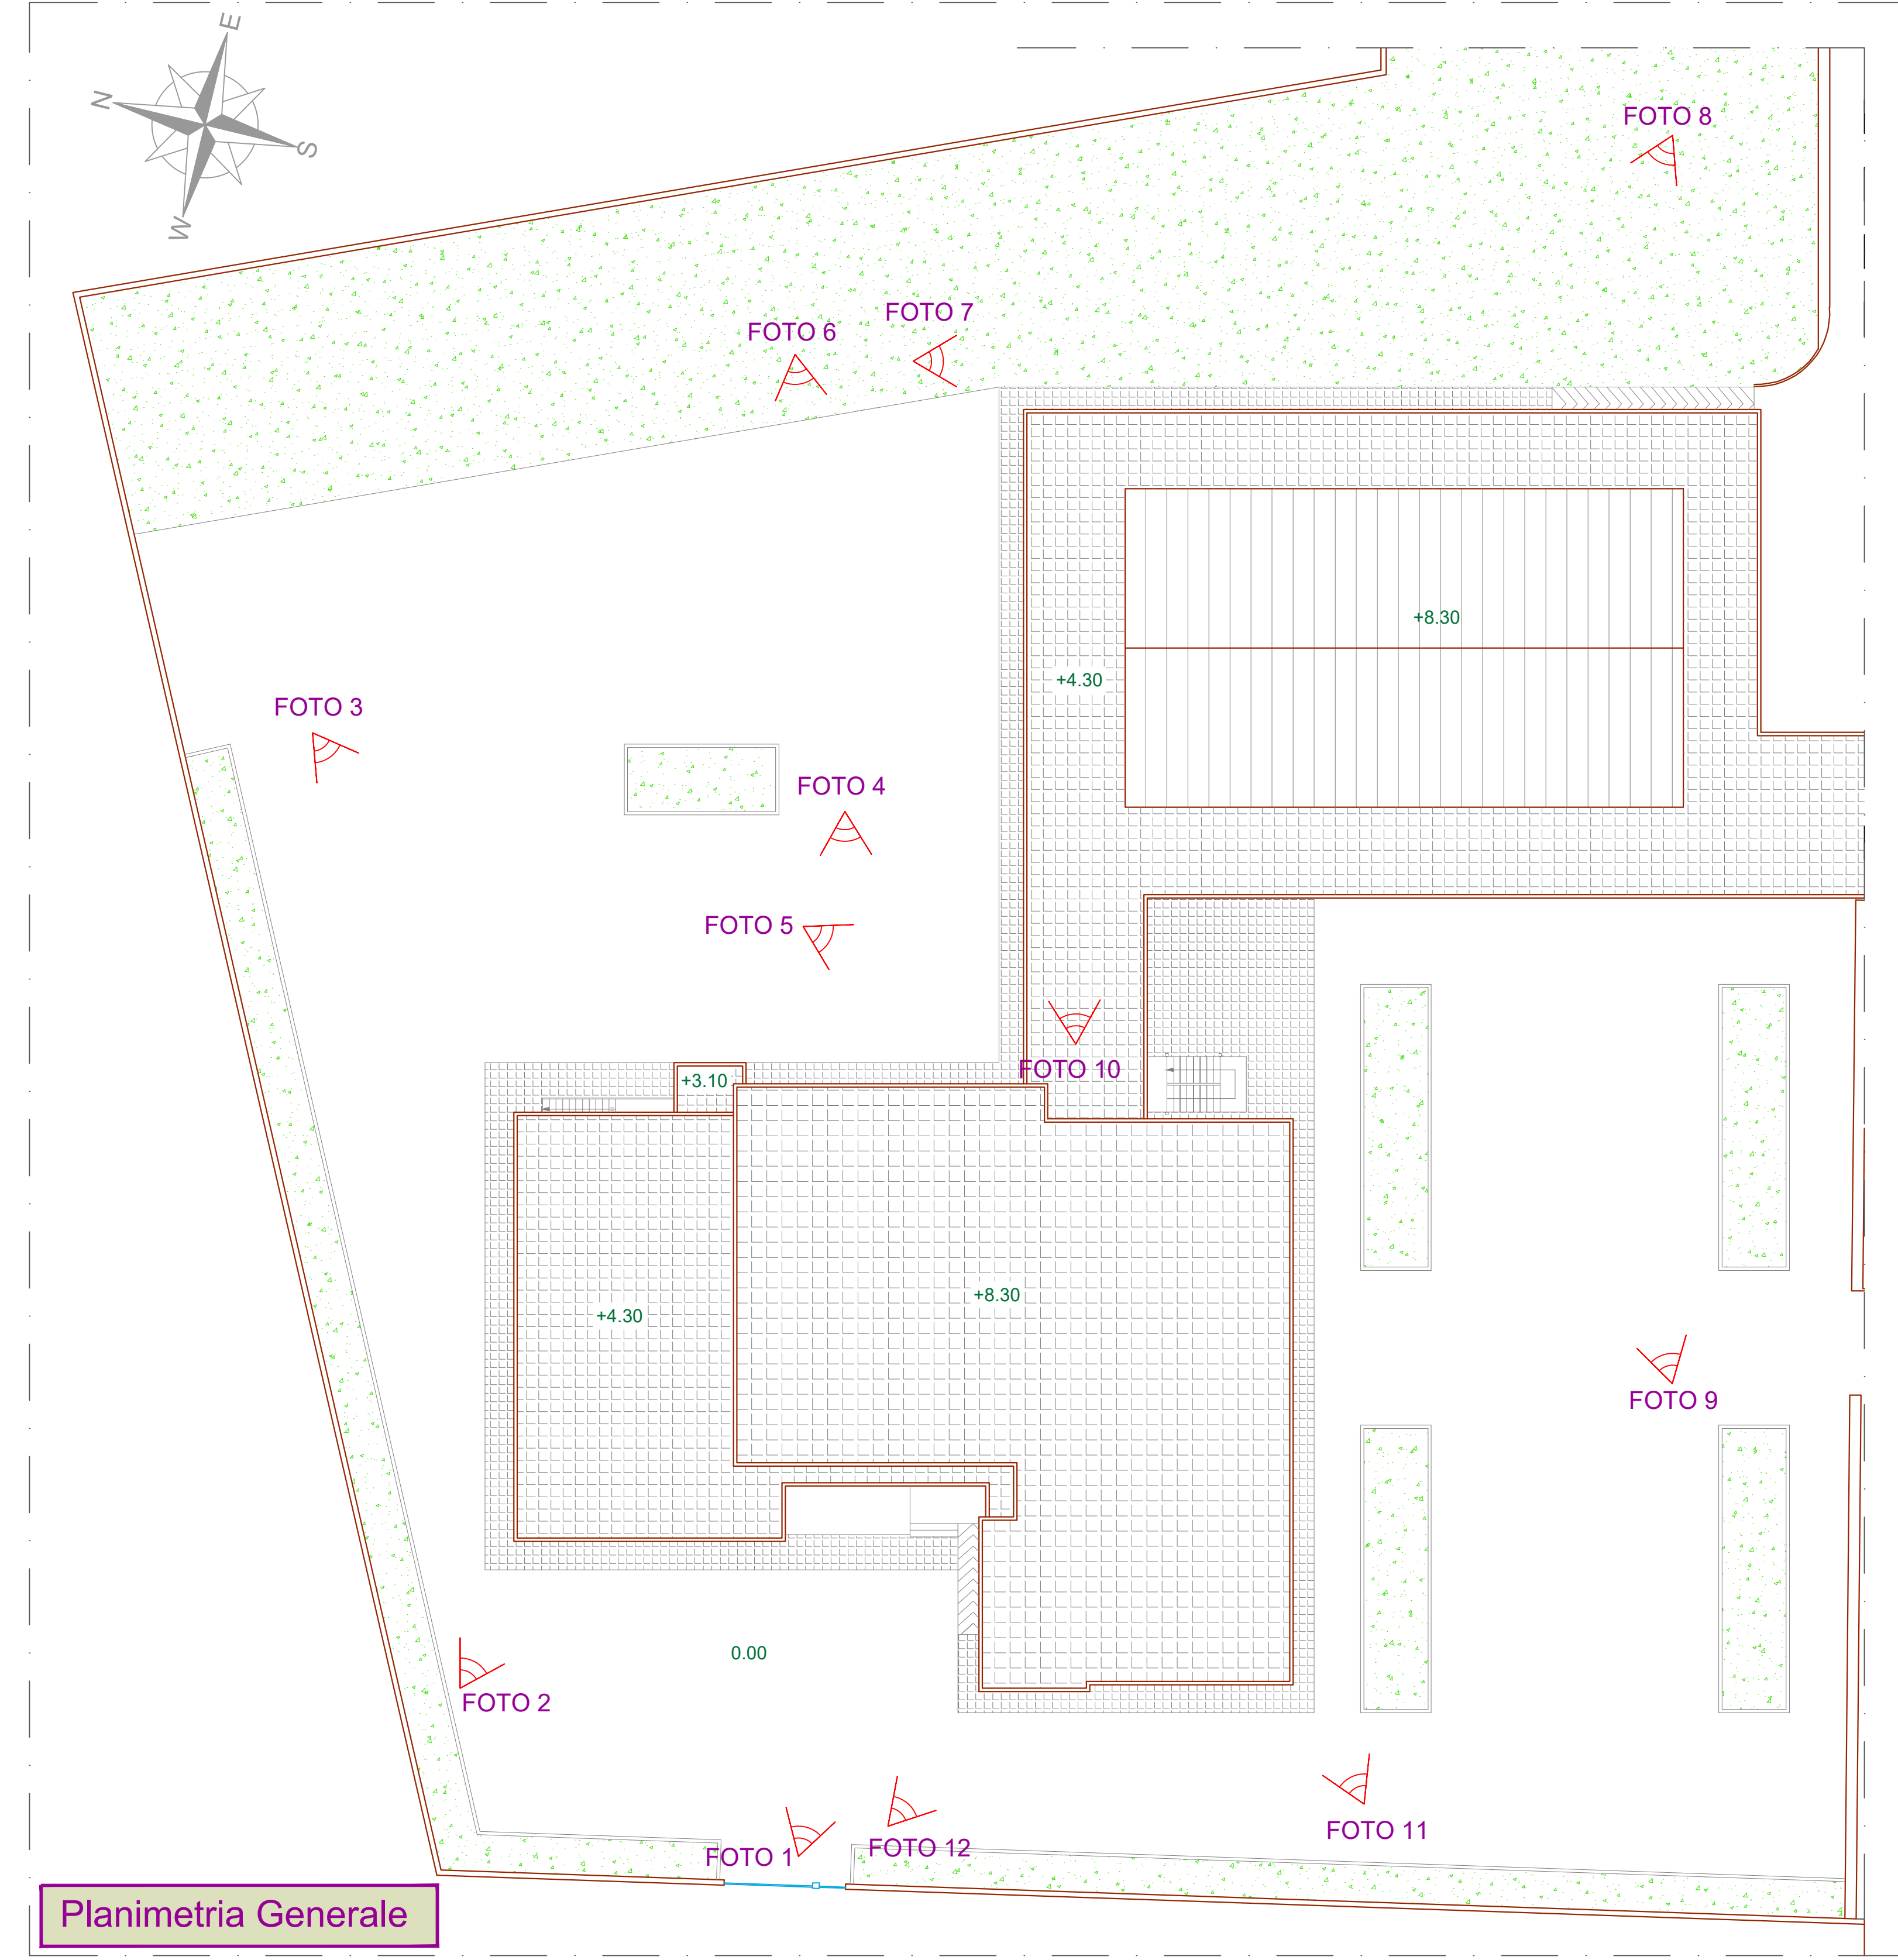 E
N
S
W
FOTO 8
FOTO 7
FOTO 6
+8.30
+4.30
FOTO 3
FOTO 4
FOTO 5
FOTO 10
+3.10
+8.30
+4.30
FOTO 9
0.00
FOTO 2
FOTO 11
FOTO 12
FOTO 1
Planimetria Generale